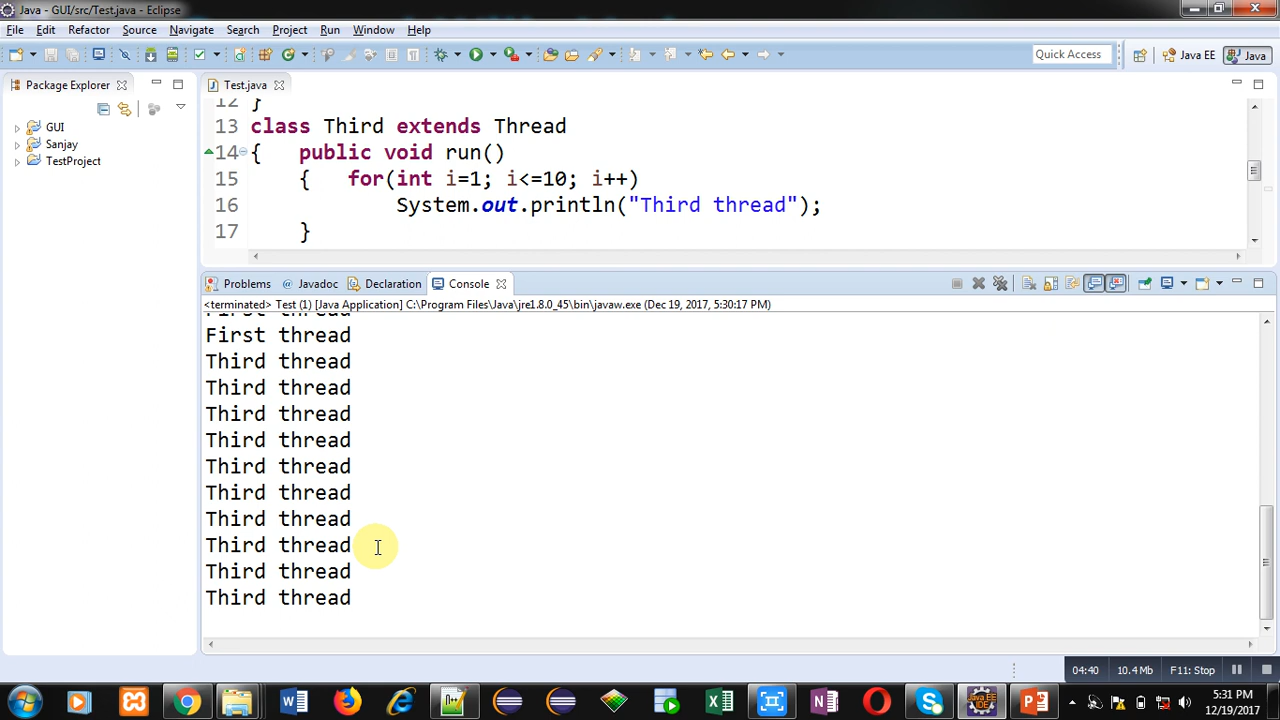 Java - GUI/src/Test.java - Eclipse
File Edit Refactor Source Navigate Search Project Run Window Help
Quick Access Java EE Java
Package Explorer
GUI
Sanjay
TestProject
Test.java
12 }
13 class Third extends Thread
14 { public void run()
15 { for(int i=1; i<=10; i++)
16 System.out.println("Third thread");
17 }
Problems @ Javadoc Declaration Console
<terminated> Test (1) [Java Application] C:\Program Files\Java\jre1.8.0_45\bin\javaw.exe (Dec 19, 2017, 5:30:17 PM)
First thread
First thread
Third thread
Third thread
Third thread
Third thread
Third thread
Third thread
Third thread
Third thread
Third thread
Third thread
04:40 10.4 Mb F11: Stop
5:31 PM
12/19/2017